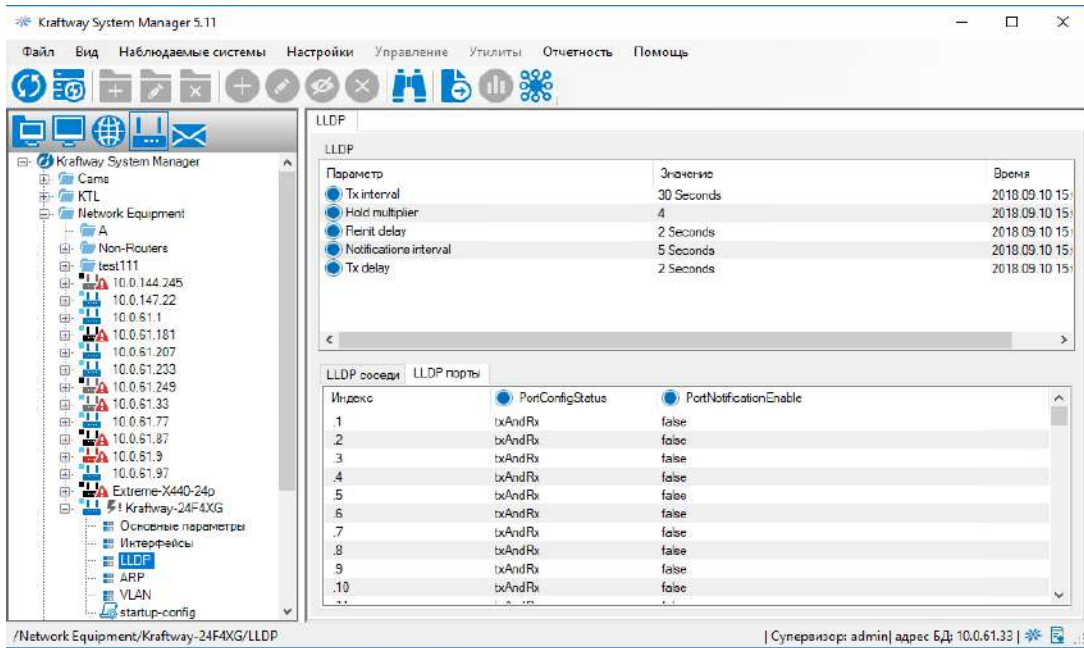 Kraftway System Manager 5.11
Файл Вид Наблюдаемые системы Настройки Управление Утилиты Отчетность Помощь
Kraftway System Manager
Cams
KTL
Network Equipment
A
Non-Routers
test111
10.0.144.245
10.0.147.22
10.0.61.1
10.0.61.181
10.0.61.207
10.0.61.233
10.0.61.249
10.0.61.33
10.0.61.77
10.0.61.87
10.0.61.9
10.0.61.97
Extreme-X440-24p
! Kraftway-24F4XG
Основные параметры
Интерфейсы
LLDP
ARP
VLAN
startup-config
LLDP
LLDP
Параметр Значение Время
Tx interval 30 Seconds 2018.09.10 15:
Hold multiplier 4 2018.09.10 15:
Reinit delay 2 Seconds 2018.09.10 15:
Notifications interval 5 Seconds 2018.09.10 15:
Tx delay 2 Seconds 2018.09.10 15:
LLDP соседи LLDP порты
Индекс PortConfigStatus PortNotificationEnable
.1 txAndRx false
.2 txAndRx false
.3 txAndRx false
.4 txAndRx false
.5 txAndRx false
.6 txAndRx false
.7 txAndRx false
.8 txAndRx false
.9 txAndRx false
.10 txAndRx false
/Network Equipment/Kraftway-24F4XG/LLDP
| Супервизор: admin| адрес БД: 10.0.61.33 |